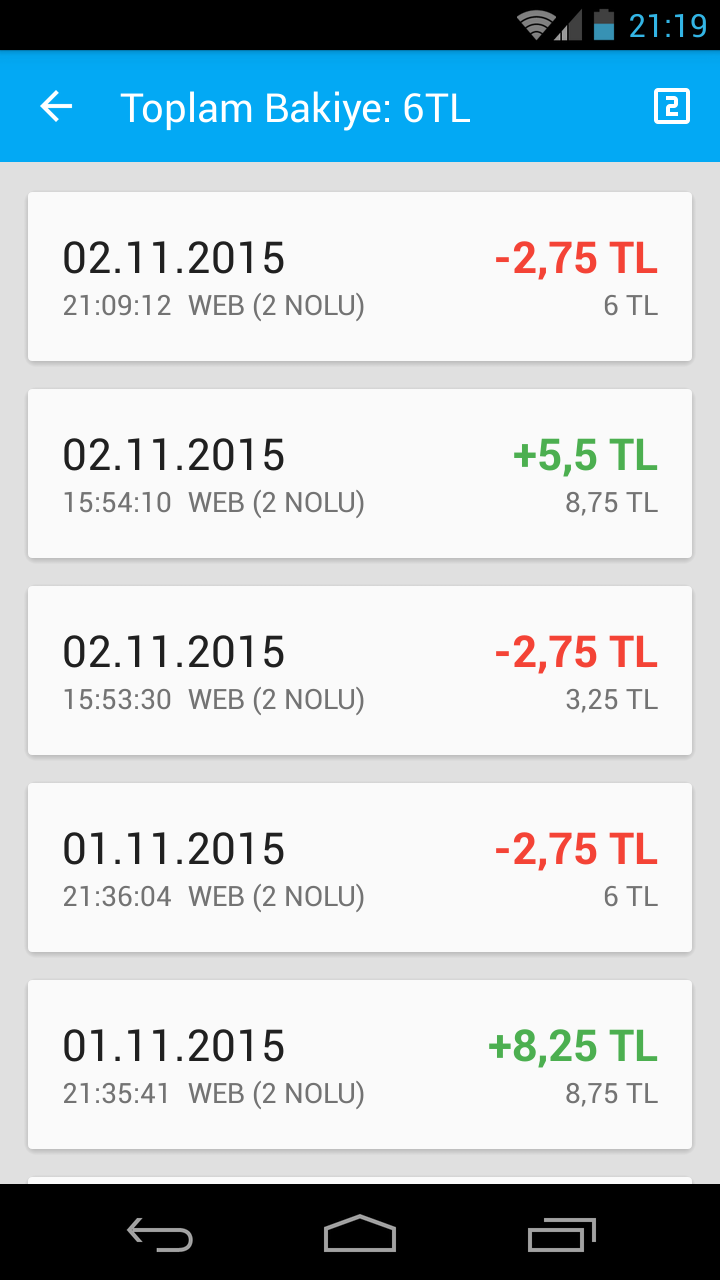 21:19
Toplam Bakiye: 6TL
2
02.11.2015 -2,75 TL
21:09:12 WEB (2 NOLU) 6 TL
02.11.2015 +5,5 TL
15:54:10 WEB (2 NOLU) 8,75 TL
02.11.2015 -2,75 TL
15:53:30 WEB (2 NOLU) 3,25 TL
01.11.2015 -2,75 TL
21:36:04 WEB (2 NOLU) 6 TL
01.11.2015 +8,25 TL
21:35:41 WEB (2 NOLU) 8,75 TL